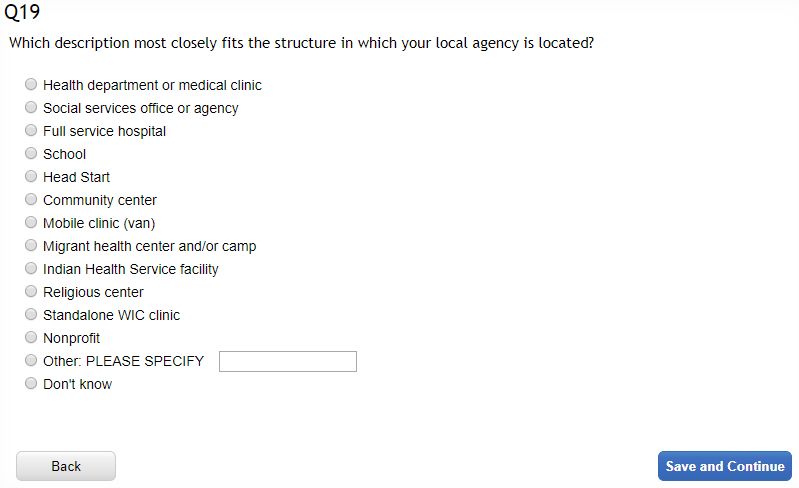 Q19
Which description most closely fits the structure in which your local agency is located?
Health department or medical clinic
Social services office or agency
Full service hospital
School
Head Start
Community center
Mobile clinic (van)
Migrant health center and/or camp
Indian Health Service facility
Religious center
Standalone WIC clinic
Nonprofit
Other: PLEASE SPECIFY
Don't know
Back
Save and Continue